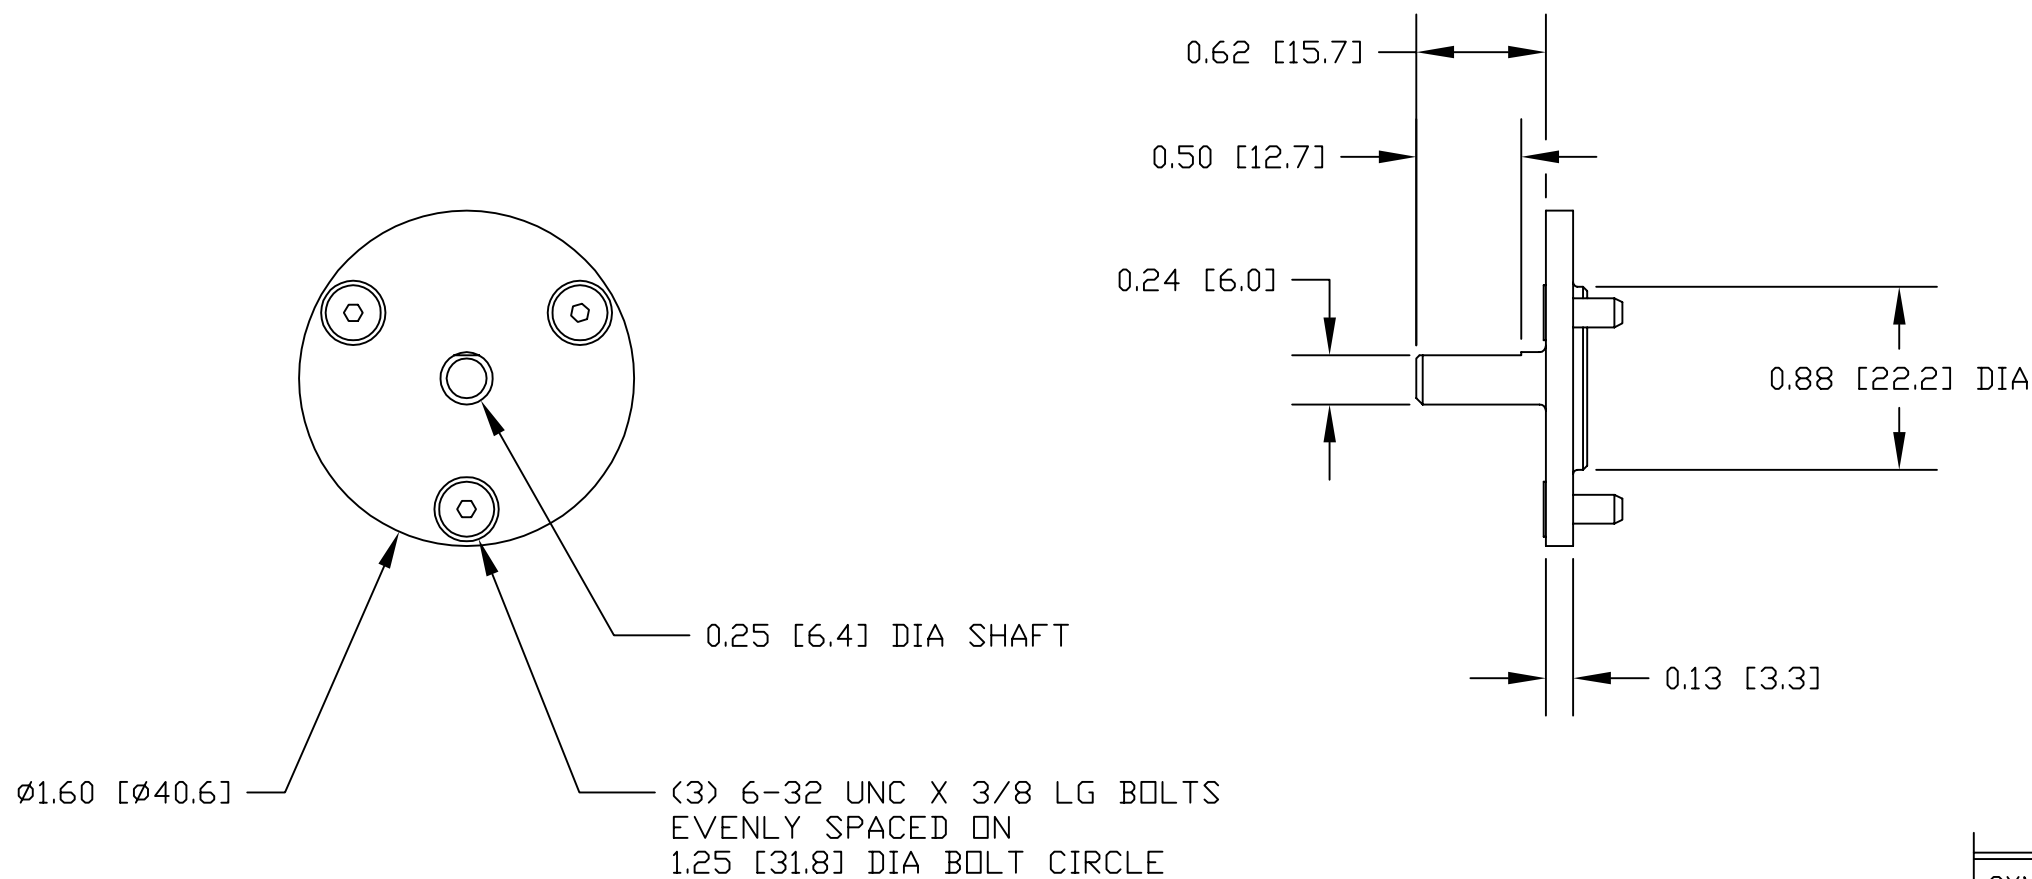 0.62 [15.7]
0.50 [12.7]
0.24 [6.0]
0.88 [22.2] DIA
0.25 [6.4] DIA SHAFT
0.13 [3.3]
Ø1.60 [Ø40.6]
(3) 6-32 UNC X 3/8 LG BOLTS
EVENLY SPACED ON
1.25 [31.8] DIA BOLT CIRCLE